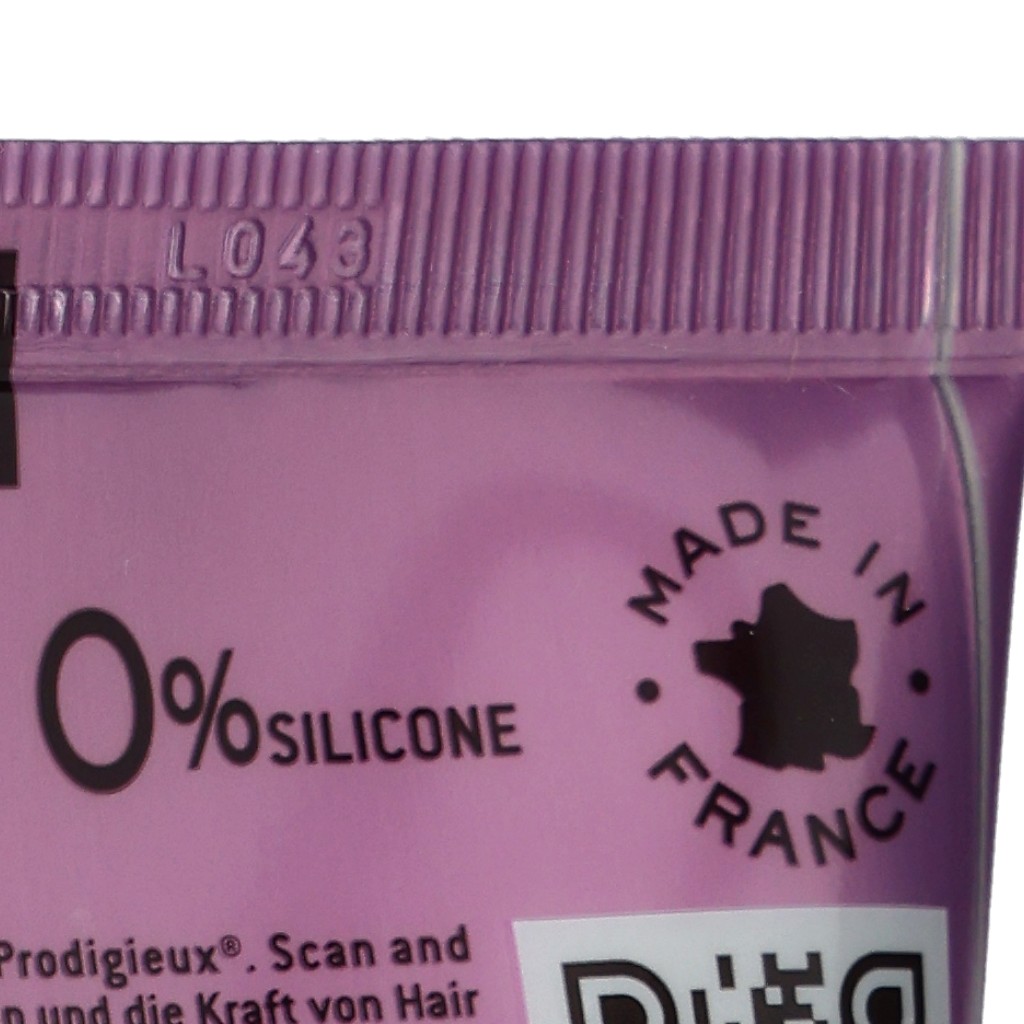 L043
MADE IN
FRANCE
0% SILICONE
Prodigieux®. Scan and
und die Kraft von Hair